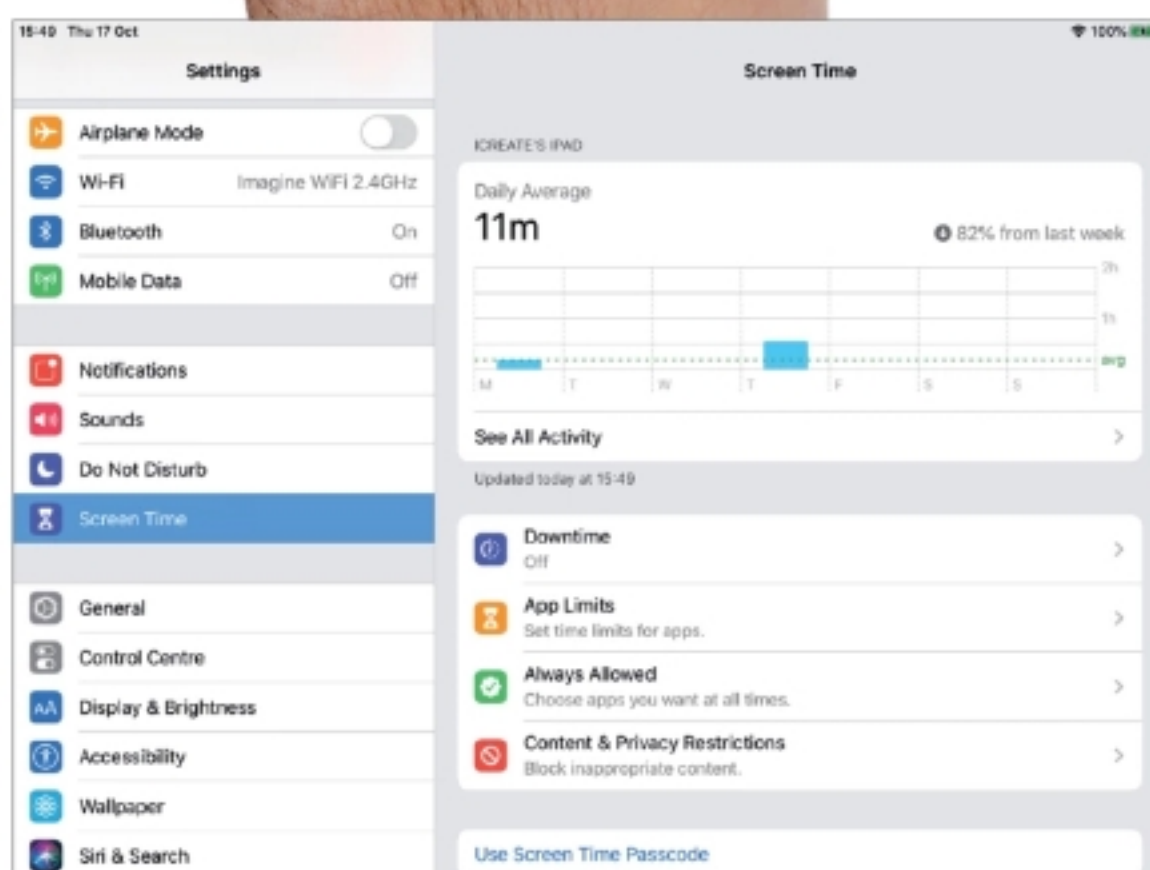 15:49 Thu 17 Oct
100%
Settings
Airplane Mode
Wi-Fi Imagine WiFi 2.4GHz
Bluetooth On
Mobile Data Off
Notifications
Sounds
Do Not Disturb
Screen Time
General
Control Centre
Display & Brightness
Accessibility
Wallpaper
Siri & Search
Screen Time
ICREATE'S IPAD
Daily Average
11m
82% from last week
2h
1h
avg
M T W T F S S
See All Activity
Updated today at 15:49
Downtime
Off
App Limits
Set time limits for apps.
Always Allowed
Choose apps you want at all times.
Content & Privacy Restrictions
Block inappropriate content.
Use Screen Time Passcode